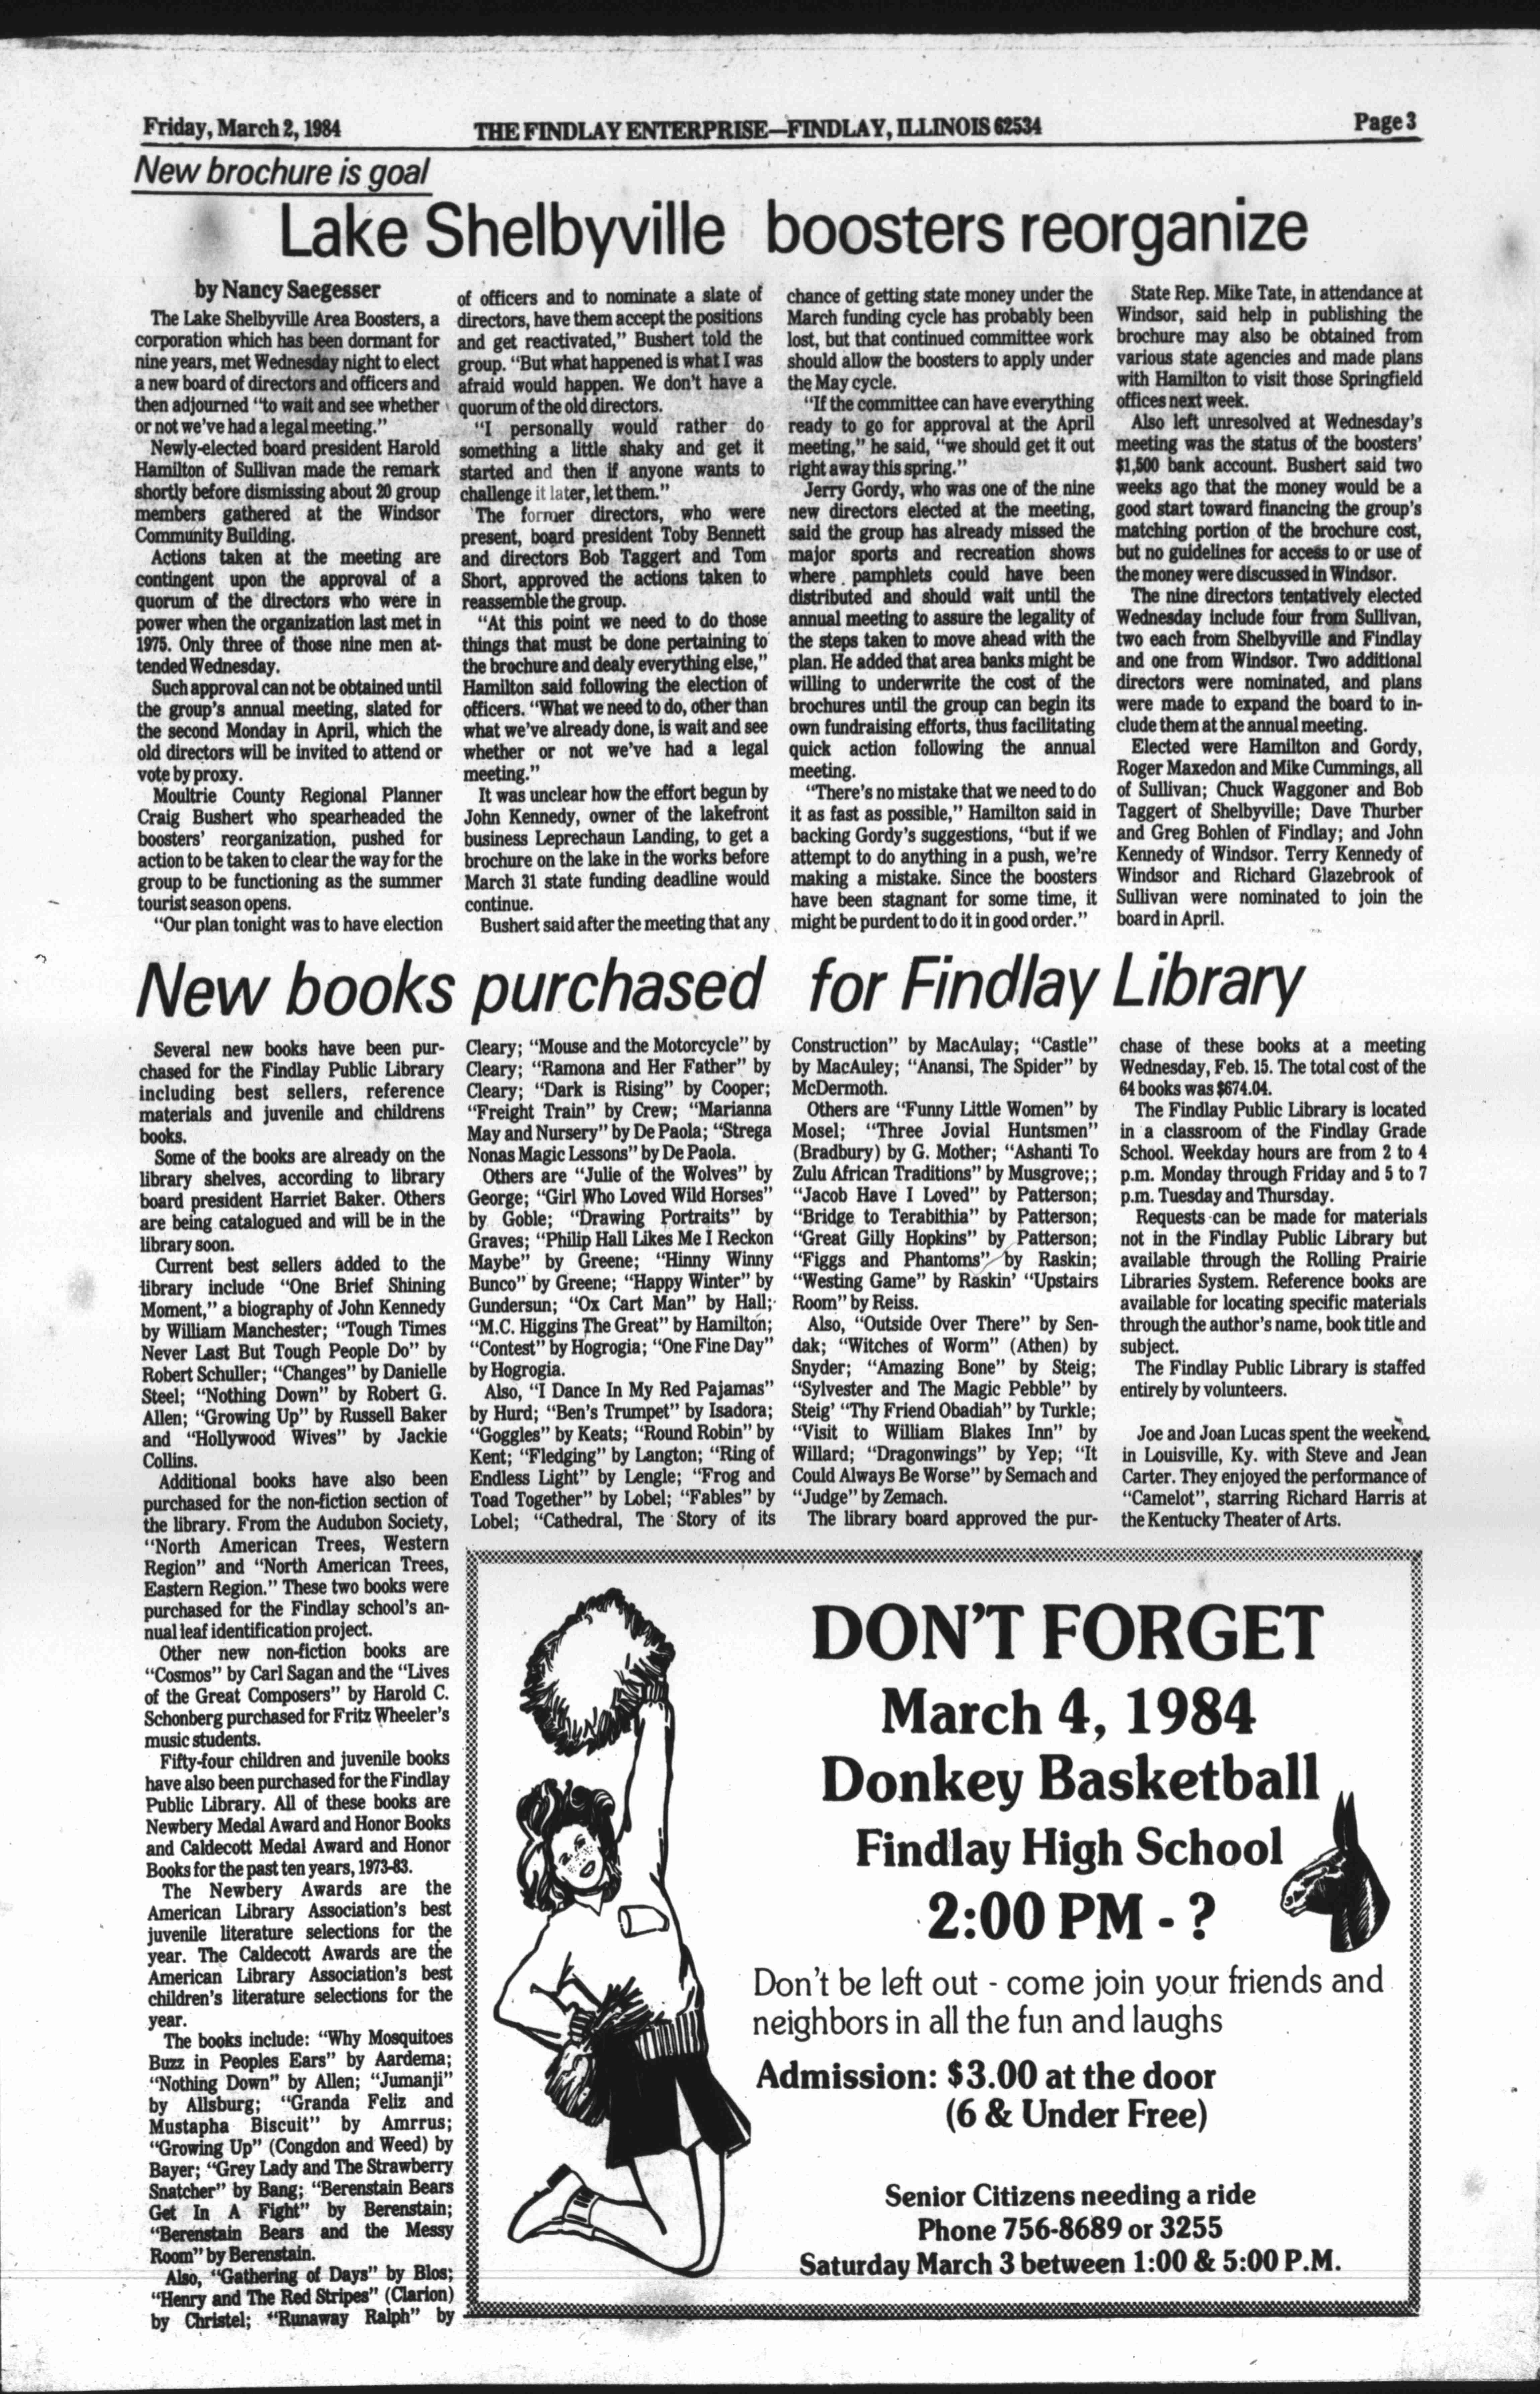 Friday, March 2, 1984
THE FINDLAY ENTERPRISE—FINDLAY, ILLINOIS 62534
Page 3
New brochure is goal
Lake Shelbyville boosters reorganize
by Nancy Saegesser
The Lake Shelbyville Area Boosters, a
corporation which has been dormant for
nine years, met Wednesday night to elect
a new board of directors and officers and
then adjourned “to wait and see whether
or not we’ve had a legal meeting.”
Newly-elected board president Harold
Hamilton of Sullivan made the remark
shortly before dismissing about 20 group
members gathered at the Windsor
Community Building.
Actions taken at the meeting are
contingent upon the approval of a
quorum of the directors who were in
power when the organization last met in
1975. Only three of those nine men at-
tended Wednesday.
Such approval can not be obtained until
the group’s annual meeting, slated for
the second Monday in April, which the
old directors will be invited to attend or
vote by proxy.
Moultrie County Regional Planner
Craig Bushert who spearheaded the
boosters’ reorganization, pushed for
action to be taken to clear the way for the
group to be functioning as the summer
tourist season opens.
“Our plan tonight was to have election
of officers and to nominate a slate of
directors, have them accept the positions
and get reactivated,” Bushert told the
group. “But what happened is what I was
afraid would happen. We don’t have a
quorum of the old directors.
“I personally would rather do
something a little shaky and get it
started and then if anyone wants to
challenge it later, let them.”
The former directors, who were
present, board president Toby Bennett
and directors Bob Taggert and Tom
Short, approved the actions taken to
reassemble the group.
“At this point we need to do those
things that must be done pertaining to
the brochure and dealy everything else,”
Hamilton said following the election of
officers. “What we need to do, other than
what we’ve already done, is wait and see
whether or not we’ve had a legal
meeting.”
It was unclear how the effort begun by
John Kennedy, owner of the lakefront
business Leprechaun Landing, to get a
brochure on the lake in the works before
March 31 state funding deadline would
continue.
Bushert said after the meeting that any
chance of getting state money under the
March funding cycle has probably been
lost, but that continued committee work
should allow the boosters to apply under
the May cycle.
“If the committee can have everything
ready to go for approval at the April
meeting,” he said, “we should get it out
right away this spring.”
Jerry Gordy, who was one of the nine
new directors elected at the meeting,
said the group has already missed the
major sports and recreation shows
where pamphlets could have been
distributed and should wait until the
annual meeting to assure the legality of
the steps taken to move ahead with the
plan. He added that area banks might be
willing to underwrite the cost of the
brochures until the group can begin its
own fundraising efforts, thus facilitating
quick action following the annual
meeting.
“There’s no mistake that we need to do
it as fast as possible,” Hamilton said in
backing Gordy’s suggestions, “but if we
attempt to do anything in a push, we’re
making a mistake. Since the boosters
have been stagnant for some time, it
might be purdent to do it in good order.”
State Rep. Mike Tate, in attendance at
Windsor, said help in publishing the
brochure may also be obtained from
various state agencies and made plans
with Hamilton to visit those Springfield
offices next week.
Also left unresolved at Wednesday’s
meeting was the status of the boosters’
$1,500 bank account. Bushert said two
weeks ago that the money would be a
good start toward financing the group’s
matching portion of the brochure cost,
but no guidelines for access to or use of
the money were discussed in Windsor.
The nine directors tentatively elected
Wednesday include four from Sullivan,
two each from Shelbyville and Findlay
and one from Windsor. Two additional
directors were nominated, and plans
were made to expand the board to in-
clude them at the annual meeting.
Elected were Hamilton and Gordy,
Roger Maxedon and Mike Cummings, all
of Sullivan; Chuck Waggoner and Bob
Taggert of Shelbyville; Dave Thurber
and Greg Bohlen of Findlay; and John
Kennedy of Windsor. Terry Kennedy of
Windsor and Richard Glazebrook of
Sullivan were nominated to join the
board in April.
New books purchased for Findlay Library
Several new books have been pur-
chased for the Findlay Public Library
including best sellers, reference
materials and juvenile and childrens
books.
Some of the books are already on the
library shelves, according to library
board president Harriet Baker. Others
are being catalogued and will be in the
library soon.
Current best sellers added to the
library include “One Brief Shining
Moment,” a biography of John Kennedy
by William Manchester; “Tough Times
Never Last But Tough People Do” by
Robert Schuller; “Changes” by Danielle
Steel; “Nothing Down” by Robert G.
Allen; “Growing Up” by Russell Baker
and “Hollywood Wives” by Jackie
Collins.
Additional books have also been
purchased for the non-fiction section of
the library. From the Audubon Society,
“North American Trees, Western
Region” and “North American Trees,
Eastern Region.” These two books were
purchased for the Findlay school’s an-
nual leaf identification project.
Other new non-fiction books are
“Cosmos” by Carl Sagan and the “Lives
of the Great Composers” by Harold C.
Schonberg purchased for Fritz Wheeler’s
music students.
Fifty-four children and juvenile books
have also been purchased for the Findlay
Public Library. All of these books are
Newbery Medal Award and Honor Books
and Caldecott Medal Award and Honor
Books for the past ten years, 1973-83.
The Newbery Awards are the
American Library Association’s best
juvenile literature selections for the
year. The Caldecott Awards are the
American Library Association’s best
children’s literature selections for the
year.
The books include: “Why Mosquitoes
Buzz in Peoples Ears” by Aardema;
“Nothing Down” by Allen; “Jumanji”
by Allsburg; “Granda Feliz and
Mustapha Biscuit” by Amrrus;
“Growing Up” (Congdon and Weed) by
Bayer; “Grey Lady and The Strawberry
Snatcher” by Bang; “Berenstain Bears
Get In A Fight” by Berenstain;
“Berenstain Bears and the Messy
Room” by Berenstain.
Also, “Gathering of Days” by Blos;
“Henry and The Red Stripes” (Clarion)
by Christel; “Runaway Ralph” by
Cleary; “Mouse and the Motorcycle” by
Cleary; “Ramona and Her Father” by
Cleary; “Dark is Rising” by Cooper;
“Freight Train” by Crew; “Marianna
May and Nursery” by De Paola; “Strega
Nonas Magic Lessons” by De Paola.
Others are “Julie of the Wolves” by
George; “Girl Who Loved Wild Horses”
by Goble; “Drawing Portraits” by
Graves; “Philip Hall Likes Me I Reckon
Maybe” by Greene; “Hinny Winny
Bunco” by Greene; “Happy Winter” by
Gundersun; “Ox Cart Man” by Hall;
“M.C. Higgins The Great” by Hamilton;
“Contest” by Hogrogia; “One Fine Day”
by Hogrogia.
Also, “I Dance In My Red Pajamas”
by Hurd; “Ben’s Trumpet” by Isadora;
“Goggles” by Keats; “Round Robin” by
Kent; “Fledging” by Langton; “Ring of
Endless Light” by Lengle; “Frog and
Toad Together” by Lobel; “Fables” by
Lobel; “Cathedral, The Story of its
Construction” by MacAulay; “Castle”
by MacAuley; “Anansi, The Spider” by
McDermoth.
Others are “Funny Little Women” by
Mosel; “Three Jovial Huntsmen”
(Bradbury) by G. Mother; “Ashanti To
Zulu African Traditions” by Musgrove;;
“Jacob Have I Loved” by Patterson;
“Bridge to Terabithia” by Patterson;
“Great Gilly Hopkins” by Patterson;
“Figgs and Phantoms” by Raskin;
“Westing Game” by Raskin’ “Upstairs
Room” by Reiss.
Also, “Outside Over There” by Sen-
dak; “Witches of Worm” (Athen) by
Snyder; “Amazing Bone” by Steig;
“Sylvester and The Magic Pebble” by
Steig’ “Thy Friend Obadiah” by Turkle;
“Visit to William Blakes Inn” by
Willard; “Dragonwings” by Yep; “It
Could Always Be Worse” by Semach and
“Judge” by Zemach.
The library board approved the pur-
chase of these books at a meeting
Wednesday, Feb. 15. The total cost of the
64 books was $674.04.
The Findlay Public Library is located
in a classroom of the Findlay Grade
School. Weekday hours are from 2 to 4
p.m. Monday through Friday and 5 to 7
p.m. Tuesday and Thursday.
Requests can be made for materials
not in the Findlay Public Library but
available through the Rolling Prairie
Libraries System. Reference books are
available for locating specific materials
through the author’s name, book title and
subject.
The Findlay Public Library is staffed
entirely by volunteers.
Joe and Joan Lucas spent the weekend
in Louisville, Ky. with Steve and Jean
Carter. They enjoyed the performance of
“Camelot”, starring Richard Harris at
the Kentucky Theater of Arts.
DON’T FORGET
March 4, 1984
Donkey Basketball
Findlay High School
2:00 PM - ?
Don’t be left out - come join your friends and
neighbors in all the fun and laughs
Admission: $3.00 at the door
(6 & Under Free)
Senior Citizens needing a ride
Phone 756-8689 or 3255
Saturday March 3 between 1:00 & 5:00 P.M.